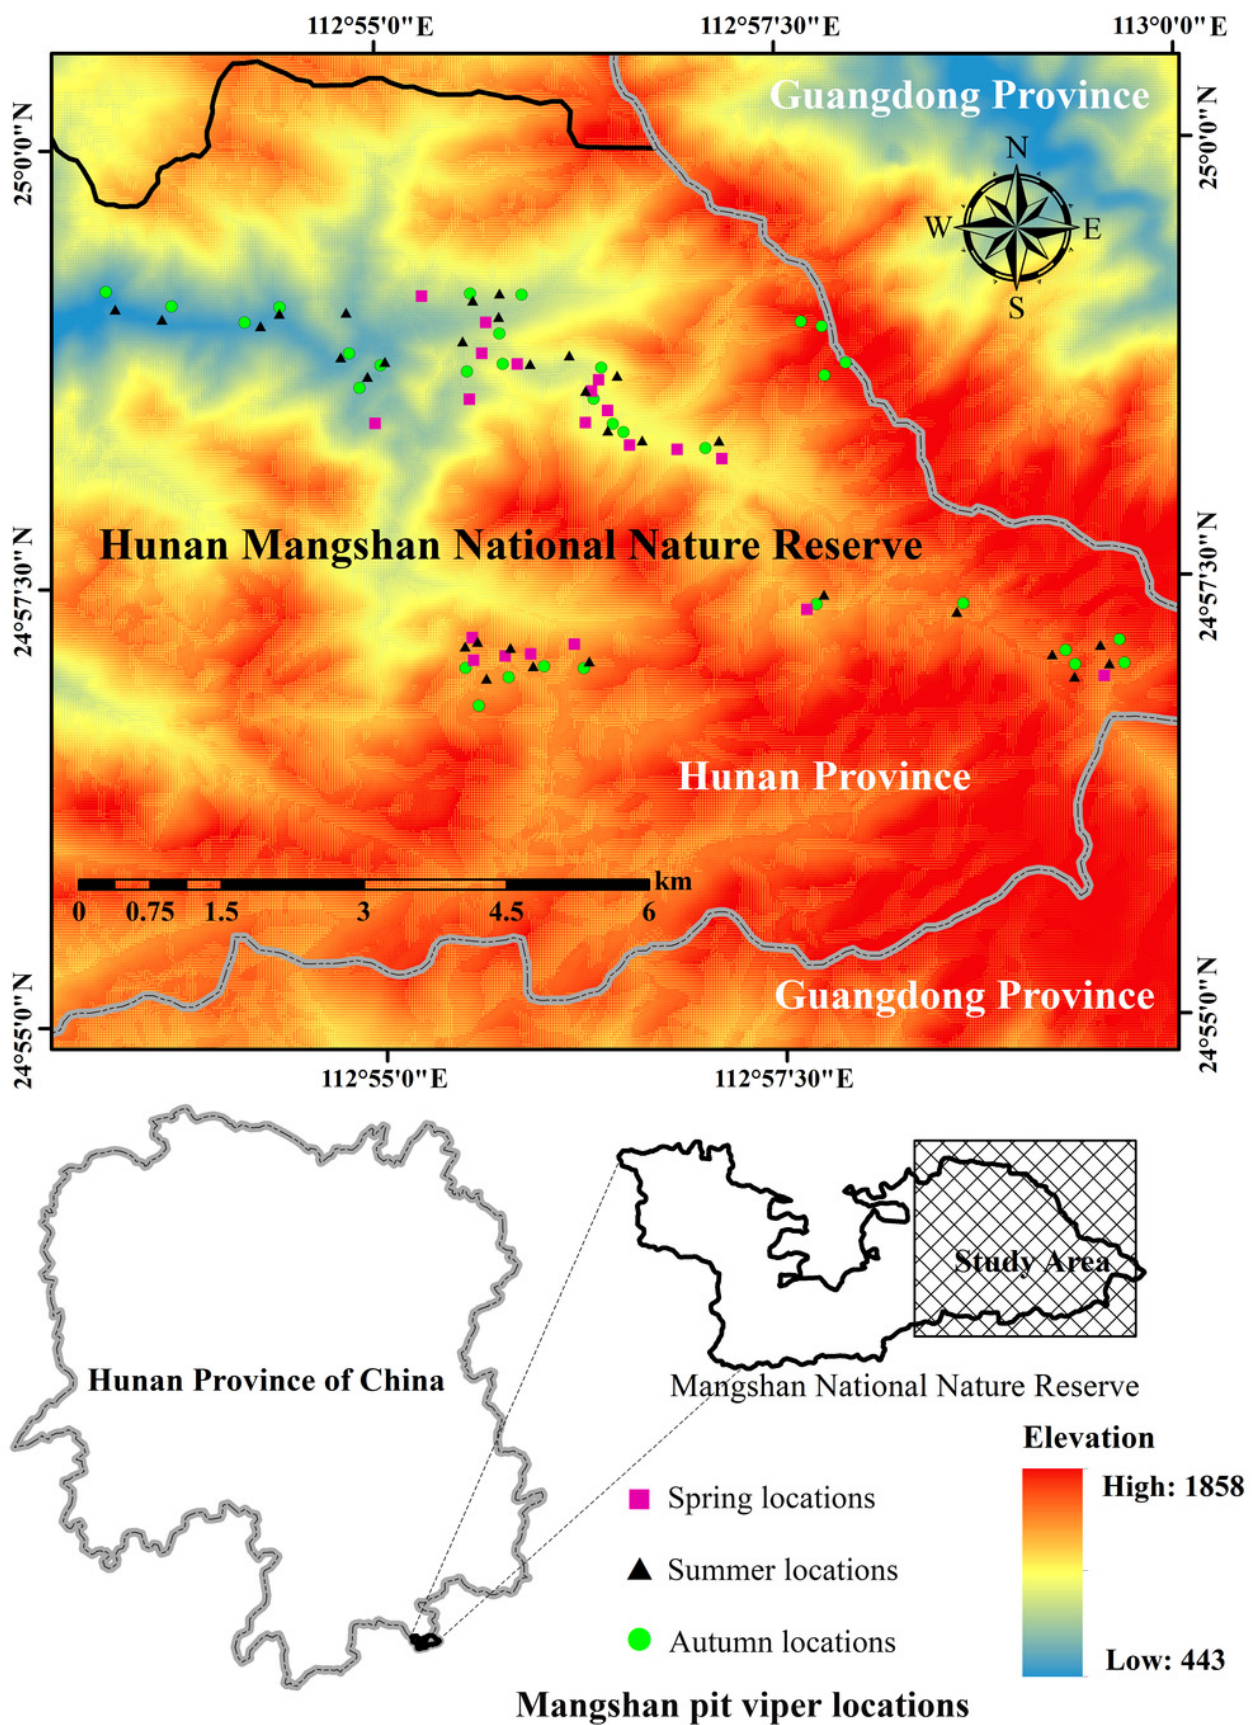 112°55'0"E
112°57'30"E
113°0'0"E
Guangdong Province
25°0'0"N
25°0'0"N
N
W
E
S
Hunan Mangshan National Nature Reserve
24°57'30"N
24°57'30"N
Hunan Province
km
0 0.75 1.5 3 4.5 6
Guangdong Province
24°55'0"N
24°55'0"N
112°55'0"E
112°57'30"E
Study Area
Hunan Province of China
Mangshan National Nature Reserve
Elevation
High: 1858
Spring locations
Summer locations
Autumn locations
Low: 443
Mangshan pit viper locations